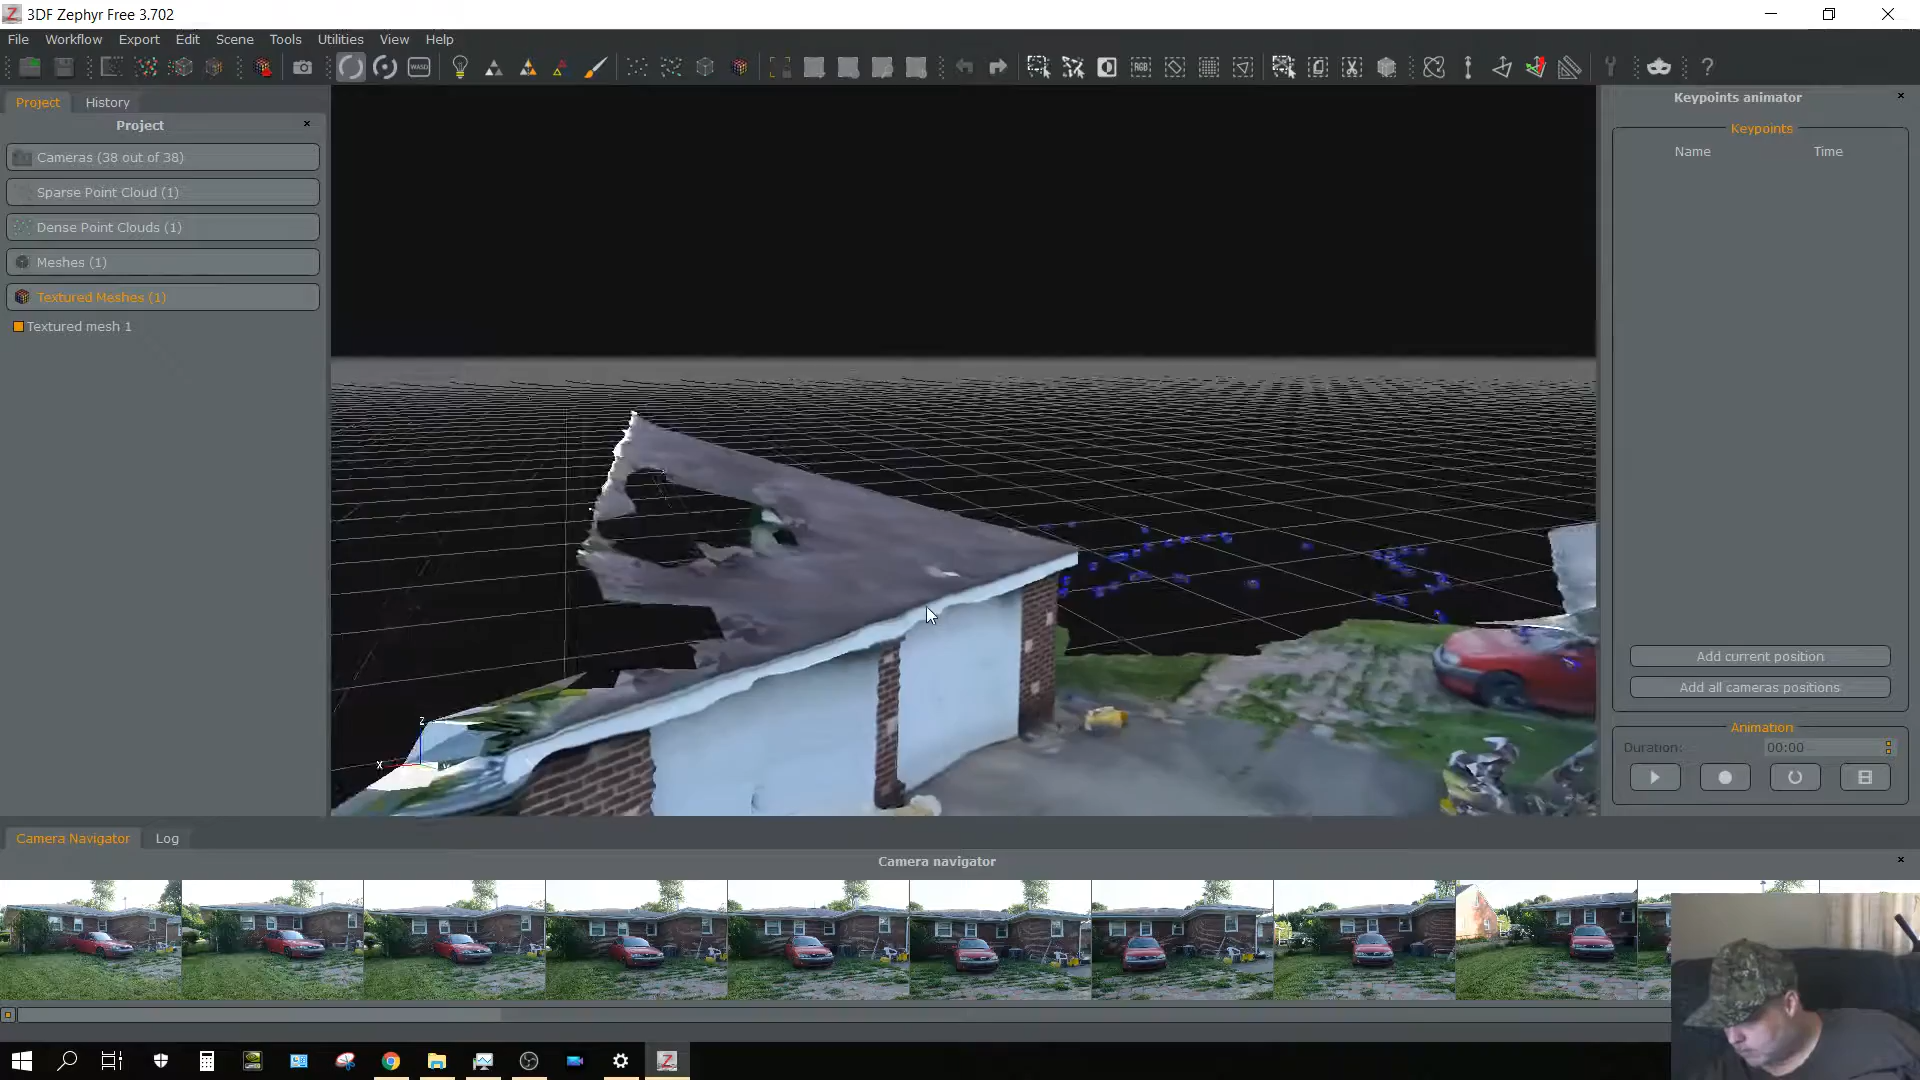 3DF Zephyr Free 3.702
File Workflow Export Edit Scene Tools Utilities View Help
WASD
RGB
?
Project History
Project
Cameras (38 out of 38)
Sparse Point Cloud (1)
Dense Point Clouds (1)
Meshes (1)
Textured Meshes (1)
Textured mesh 1
Keypoints animator
Keypoints
Name Time
Add current position
Add all cameras positions
Animation
Duration: 00:00
z
x
Camera Navigator Log
Camera navigator